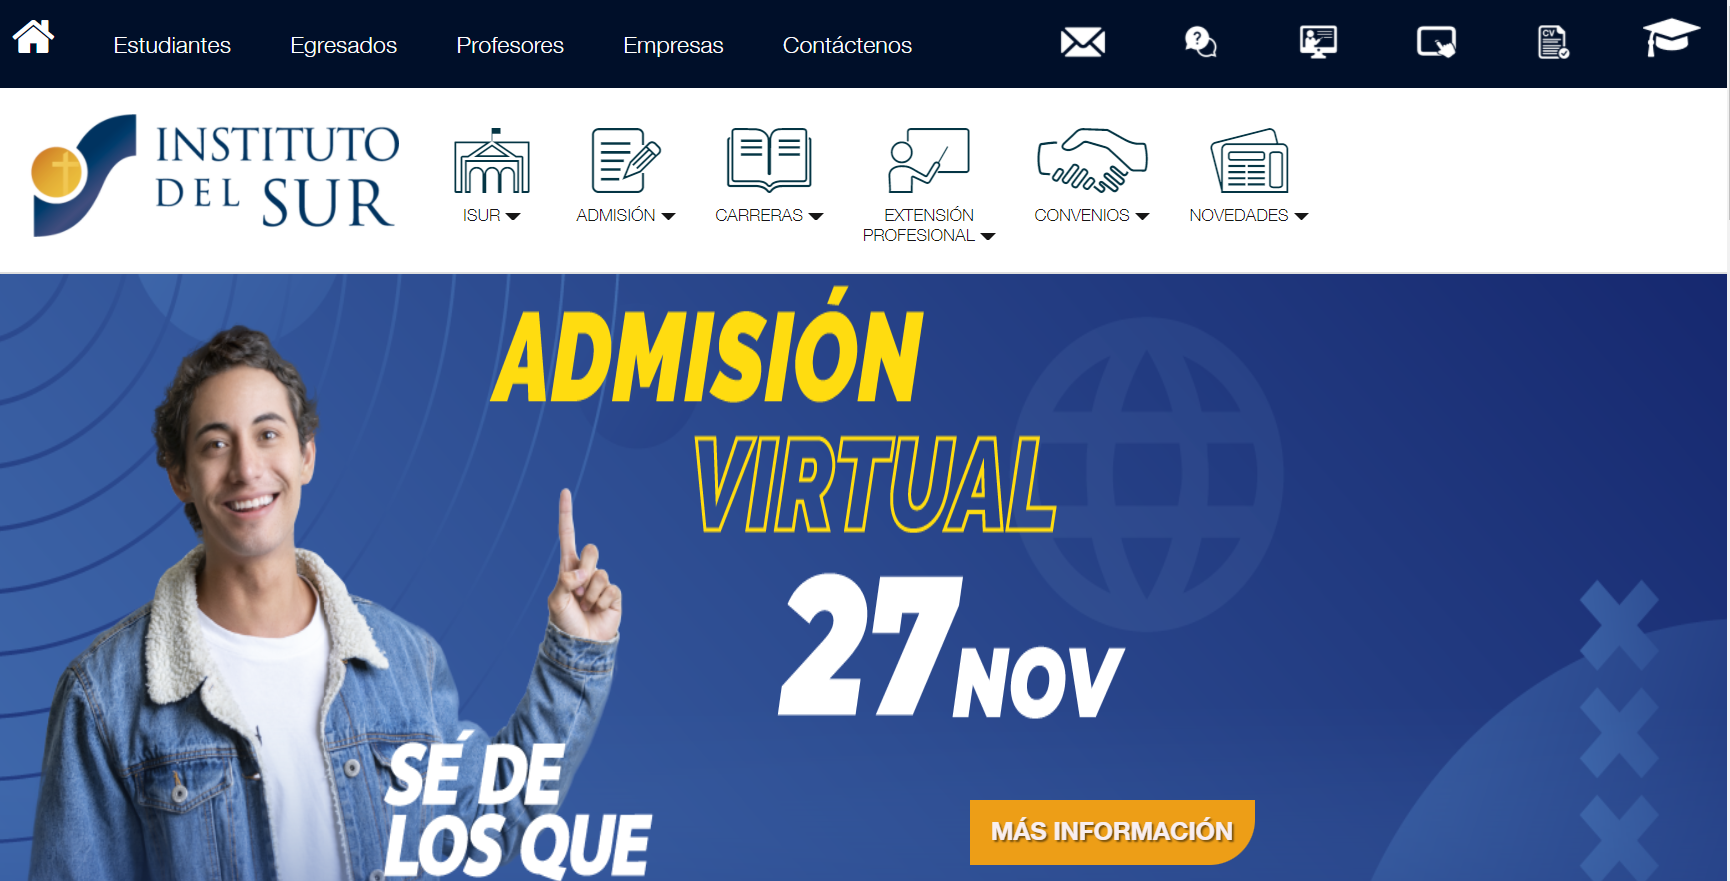 Estudiantes Egresados Profesores Empresas Contáctenos
CV
INSTITUTO
DEL SUR
ISUR
ADMISIÓN
CARRERAS
EXTENSIÓN
PROFESIONAL
CONVENIOS
NOVEDADES
ADMISIÓN
VIRTUAL
27 NOV
SÉ DE
LOS QUE
MÁS INFORMACIÓN